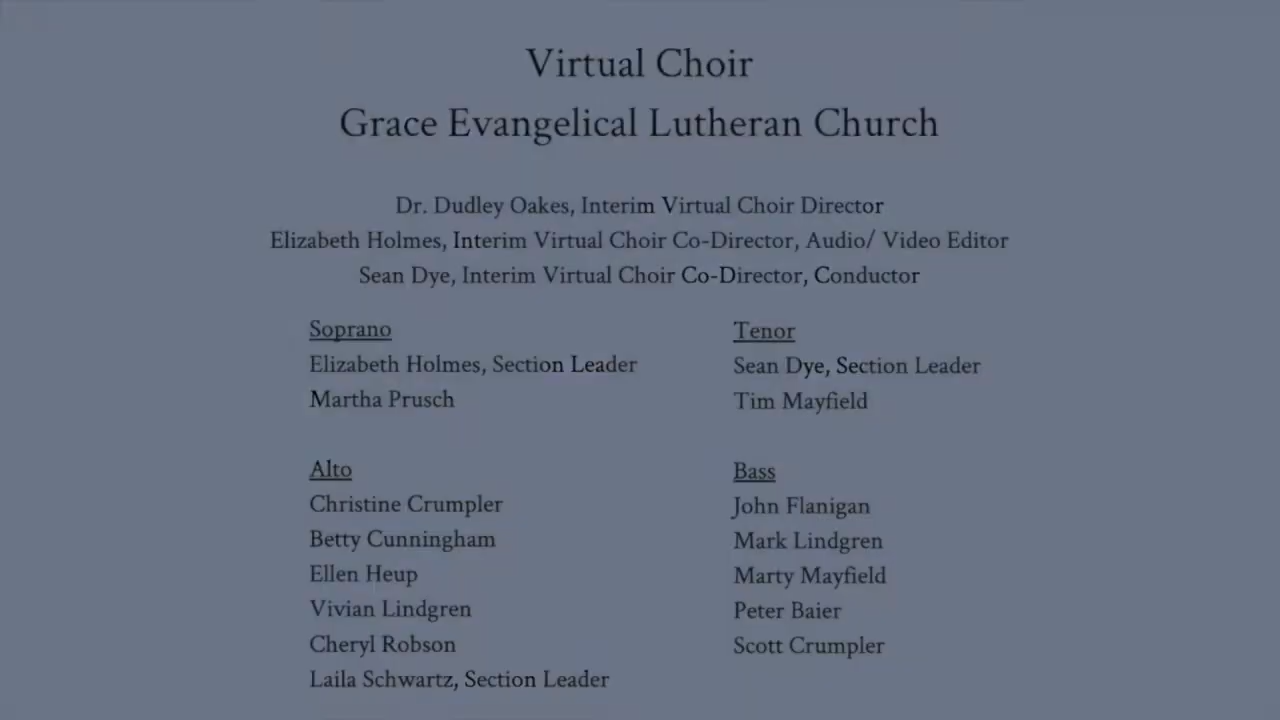 Virtual Choir
Grace Evangelical Lutheran Church
Dr. Dudley Oakes, Interim Virtual Choir Director
Elizabeth Holmes, Interim Virtual Choir Co-Director, Audio/ Video Editor
Sean Dye, Interim Virtual Choir Co-Director, Conductor
Soprano
Elizabeth Holmes, Section Leader
Martha Prusch
Alto
Christine Crumpler
Betty Cunningham
Ellen Heup
Vivian Lindgren
Cheryl Robson
Laila Schwartz, Section Leader
Tenor
Sean Dye, Section Leader
Tim Mayfield
Bass
John Flanigan
Mark Lindgren
Marty Mayfield
Peter Baier
Scott Crumpler